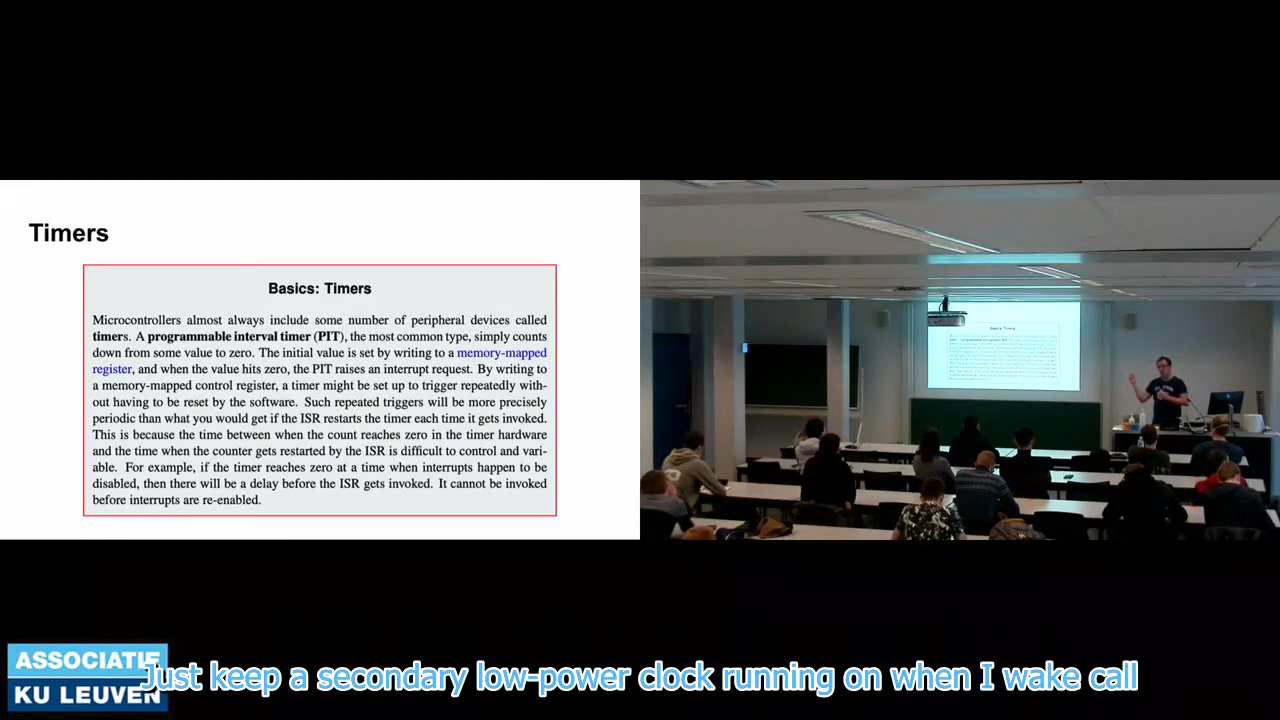 Timers
Basics: Timers
Microcontrollers almost always include some number of peripheral devices called
timers. A programmable interval timer (PIT), the most common type, simply counts
down from some value to zero. The initial value is set by writing to a memory-mapped
register, and when the value hits zero, the PIT raises an interrupt request. By writing to
a memory-mapped control register, a timer might be set up to trigger repeatedly with-
out having to be reset by the software. Such repeated triggers will be more precisely
periodic than what you would get if the ISR restarts the timer each time it gets invoked.
This is because the time between when the count reaches zero in the timer hardware
and the time when the counter gets restarted by the ISR is difficult to control and vari-
able. For example, if the timer reaches zero at a time when interrupts happen to be
disabled, then there will be a delay before the ISR gets invoked. It cannot be invoked
before interrupts are re-enabled.
Basics: Timers
ASSOCIATIE
KU LEUVEN
Just keep a secondary low-power clock running on when I wake call